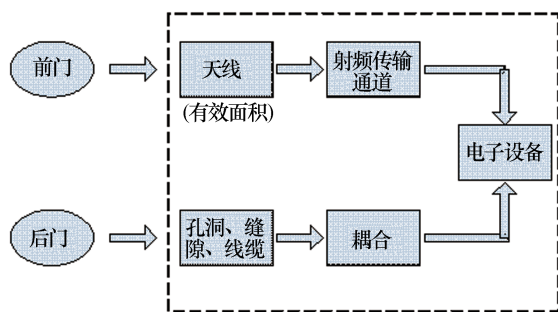 前门
天线
(有效面积)
射频传输
通道
电子设备
后门
孔洞、缝
隙、线缆
耦合